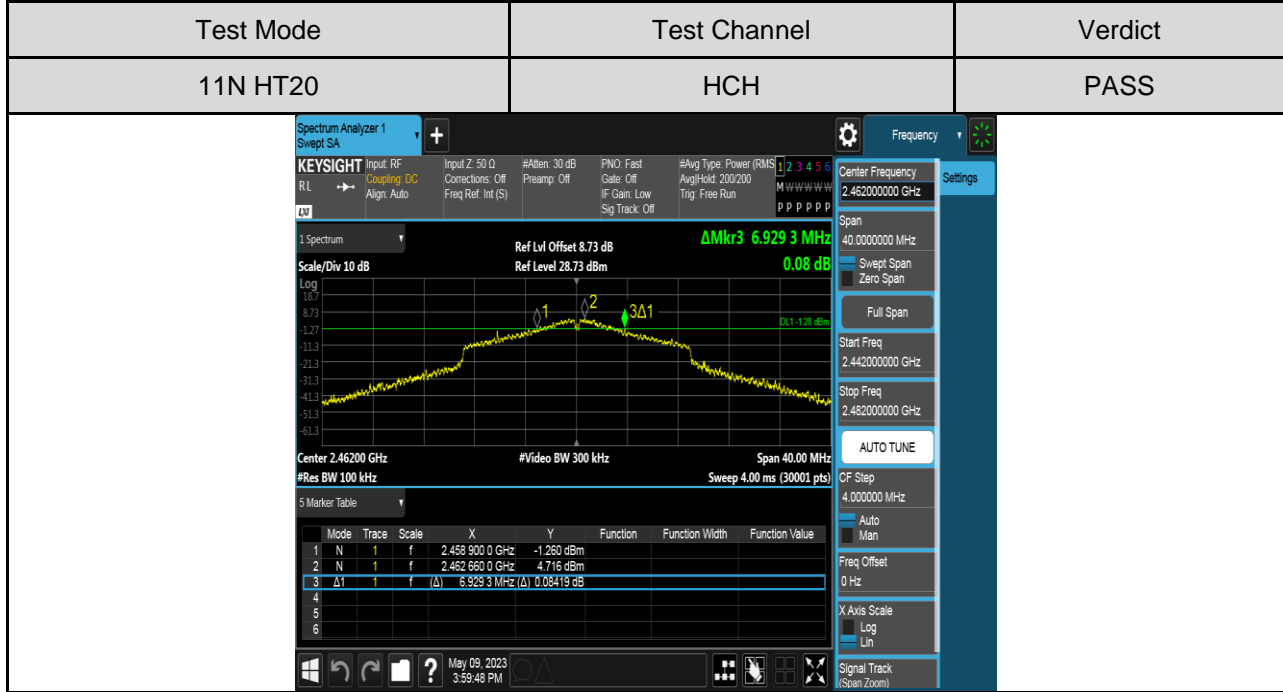 Test Mode Test Channel Verdict
11N HT20 HCH PASS
Spectrum Analyzer 1
Swept SA
+
Frequency
KEYSIGHT
RL
LXI
Input: RF
Coupling: DC
Align: Auto
Input Z: 50 Ω
Corrections: Off
Freq Ref: Int (S)
#Atten: 30 dB
Preamp: Off
PNO: Fast
Gate: Off
IF Gain: Low
Sig Track: Off
#Avg Type: Power (RMS
Avg|Hold: 200/200
Trig: Free Run
1 2 3 4 5 6
M W W W W W
P P P P P P
1 Spectrum
Ref Lvl Offset 8.73 dB
ΔMkr3 6.929 3 MHz
Scale/Div 10 dB
Ref Level 28.73 dBm
0.08 dB
Log
18.7
8.73
-1.27
-11.3
-21.3
-31.3
-41.3
-51.3
-61.3
1
2
3Δ1
DL1 -1.28 dBm
Center 2.46200 GHz
#Video BW 300 kHz
Span 40.00 MHz
#Res BW 100 kHz
Sweep 4.00 ms (30001 pts)
5 Marker Table
Mode Trace Scale X Y Function Function Width Function Value
1 N 1 f 2.458 900 0 GHz -1.260 dBm
2 N 1 f 2.462 660 0 GHz 4.716 dBm
3 Δ1 1 f (Δ) 6.929 3 MHz (Δ) 0.08419 dB
4
5
6
?
May 09, 2023
3:59:48 PM
Center Frequency
2.462000000 GHz
Settings
Span
40.0000000 MHz
Swept Span
Zero Span
Full Span
Start Freq
2.442000000 GHz
Stop Freq
2.482000000 GHz
AUTO TUNE
CF Step
4.000000 MHz
Auto
Man
Freq Offset
0 Hz
X Axis Scale
Log
Lin
Signal Track
(Span Zoom)